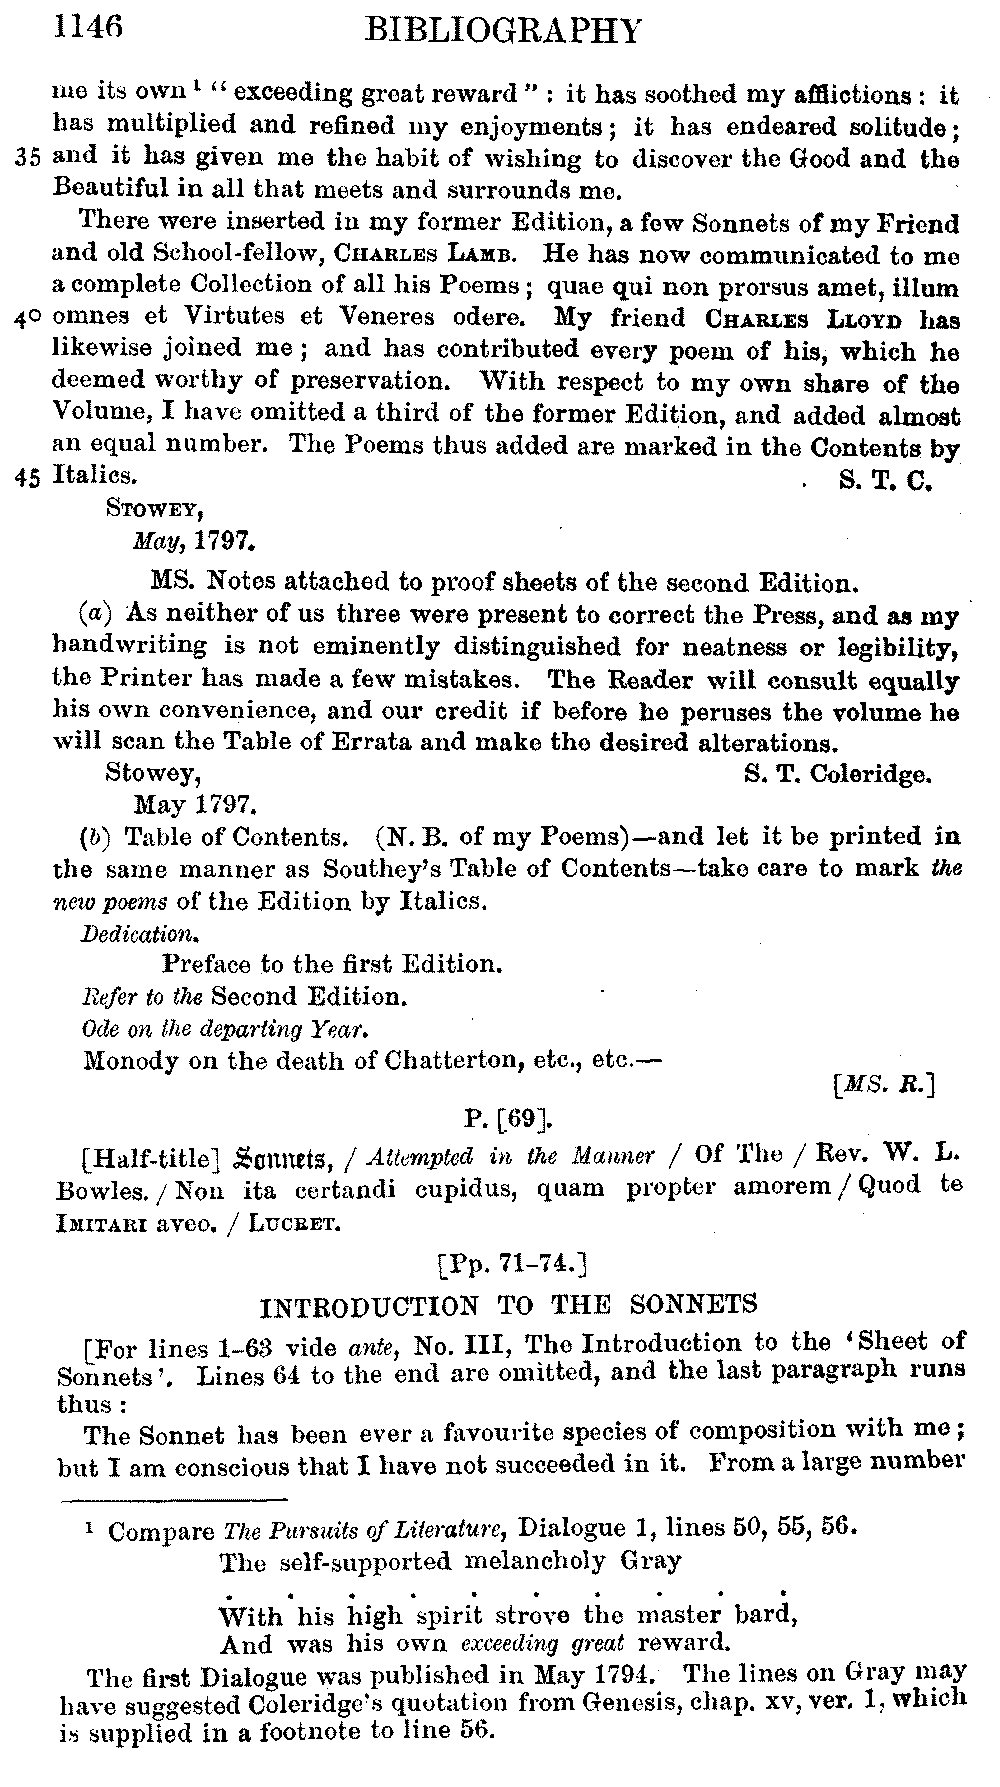 1146 BIBLIOGRAPHY
me its own ¹ “ exceeding great reward ” : it has soothed my afflictions : it
has multiplied and refined my enjoyments ; it has endeared solitude ;
35 and it has given me the habit of wishing to discover the Good and the
Beautiful in all that meets and surrounds me.
There were inserted in my former Edition, a few Sonnets of my Friend
and old School-fellow, CHARLES LAMB. He has now communicated to me
a complete Collection of all his Poems ; quae qui non prorsus amet, illum
40 omnes et Virtutes et Veneres odere. My friend CHARLES LLOYD has
likewise joined me ; and has contributed every poem of his, which he
deemed worthy of preservation. With respect to my own share of the
Volume, I have omitted a third of the former Edition, and added almost
an equal number. The Poems thus added are marked in the Contents by
45 Italics. S. T. C.
STOWEY,
May, 1797.
MS. Notes attached to proof sheets of the second Edition.
(a) As neither of us three were present to correct the Press, and as my
handwriting is not eminently distinguished for neatness or legibility,
the Printer has made a few mistakes. The Reader will consult equally
his own convenience, and our credit if before he peruses the volume he
will scan the Table of Errata and make the desired alterations.
Stowey, S. T. Coleridge.
May 1797.
(b) Table of Contents. (N. B. of my Poems)—and let it be printed in
the same manner as Southey’s Table of Contents—take care to mark the
new poems of the Edition by Italics.
Dedication.
Preface to the first Edition.
Refer to the Second Edition.
Ode on the departing Year.
Monody on the death of Chatterton, etc., etc.—
[MS. R.]
P. [69].
[Half-title] Sonnets, / Attempted in the Manner / Of The / Rev. W. L.
Bowles. / Non ita certandi cupidus, quam propter amorem / Quod te
IMITARI aveo. / LUCRET.
[Pp. 71–74.]
INTRODUCTION TO THE SONNETS
[For lines 1–63 vide ante, No. III, The Introduction to the ‘ Sheet of
Sonnets ’. Lines 64 to the end are omitted, and the last paragraph runs
thus :
The Sonnet has been ever a favourite species of composition with me ;
but I am conscious that I have not succeeded in it. From a large number
¹ Compare The Pursuits of Literature, Dialogue 1, lines 50, 55, 56.
The self-supported melancholy Gray
. . . . . . . . . .
With his high spirit strove the master bard,
And was his own exceeding great reward.
The first Dialogue was published in May 1794. The lines on Gray may
have suggested Coleridge’s quotation from Genesis, chap. xv, ver. 1, which
is supplied in a footnote to line 56.